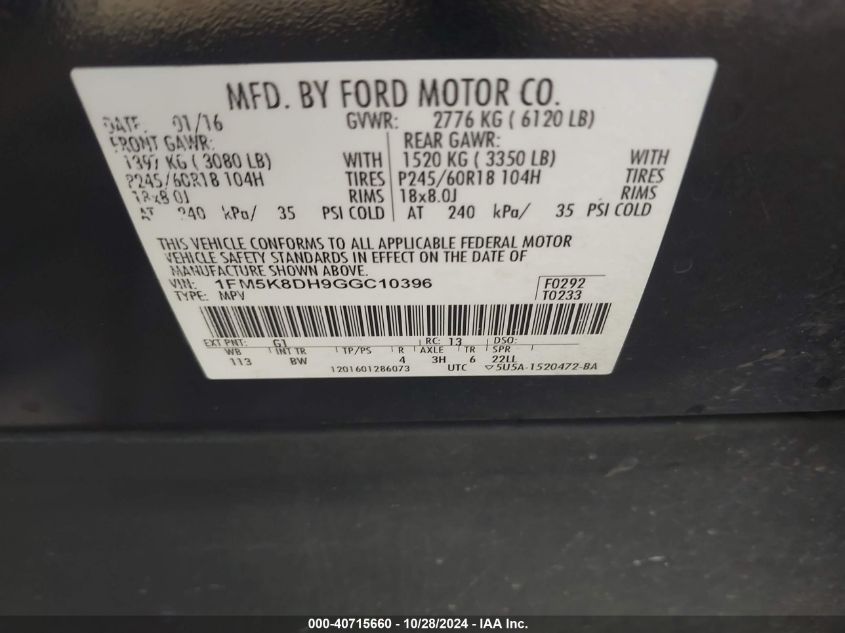 MFD. BY FORD MOTOR CO.
DATE: 01/16 GVWR: 2776 KG ( 6120 LB)
FRONT GAWR: REAR GAWR:
1397 KG ( 3080 LB) WITH 1520 KG ( 3350 LB) WITH
P245/60R18 104H TIRES P245/60R18 104H TIRES
18x8.0J RIMS 18x8.0J RIMS
AT 240 kPa/ 35 PSI COLD AT 240 kPa/ 35 PSI COLD
THIS VEHICLE CONFORMS TO ALL APPLICABLE FEDERAL MOTOR
VEHICLE SAFETY STANDARDS IN EFFECT ON THE DATE OF
MANUFACTURE SHOWN ABOVE.
VIN: 1FM5K8DH9GGC10396 F0292
TYPE: MPV T0233
EXT PNT: G1 RC: 13 DSO:
WB INT TR TP/PS R AXLE TR SPR
113 BW 4 3H 6 22LL
1201601286073 UTC ▽5U5A-1520472-BA
000-40715660 - 10/28/2024 - IAA, Inc.